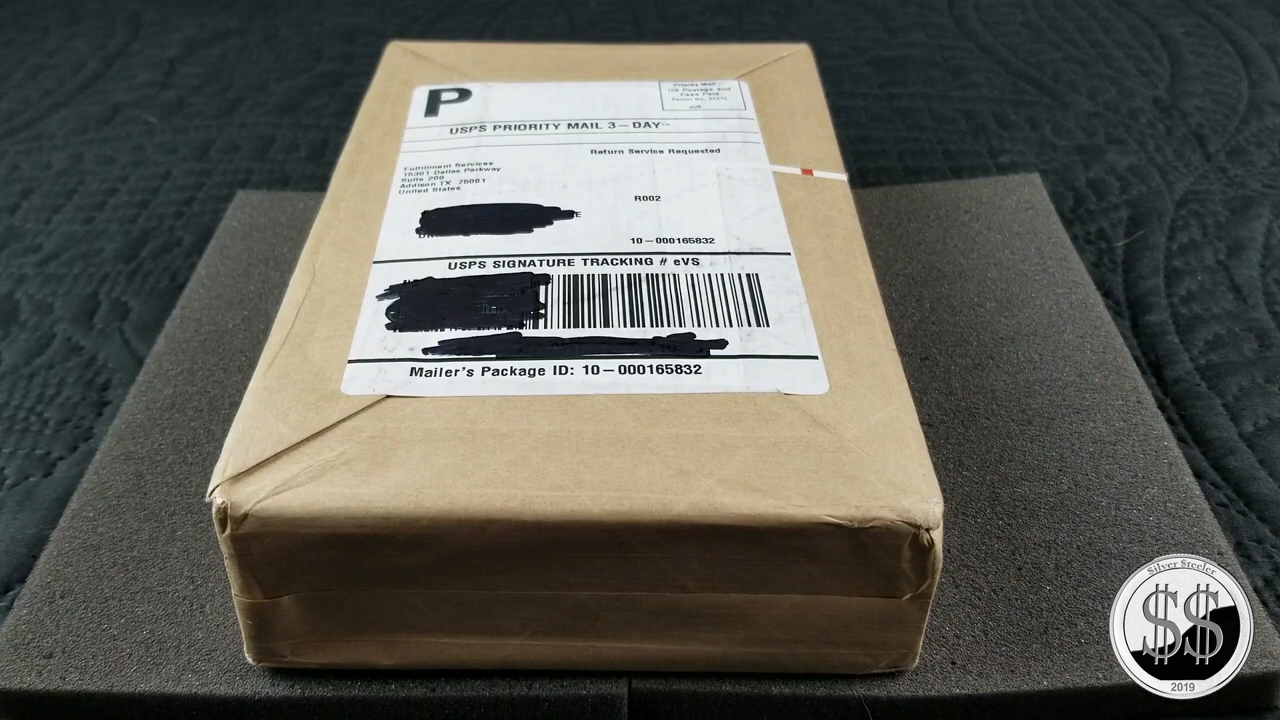 P
Priority Mail
US Postage and
Fees Paid
eVS
USPS PRIORITY MAIL 3–DAY™
Return Service Requested
Fulfillment Services
15301 Dallas Parkway
Suite 200
Addison TX 75001
United States
R002
E
10–000165832
USPS SIGNATURE TRACKING # eVS
Mailer's Package ID: 10–000165832
Silver Steeler
$$
2019